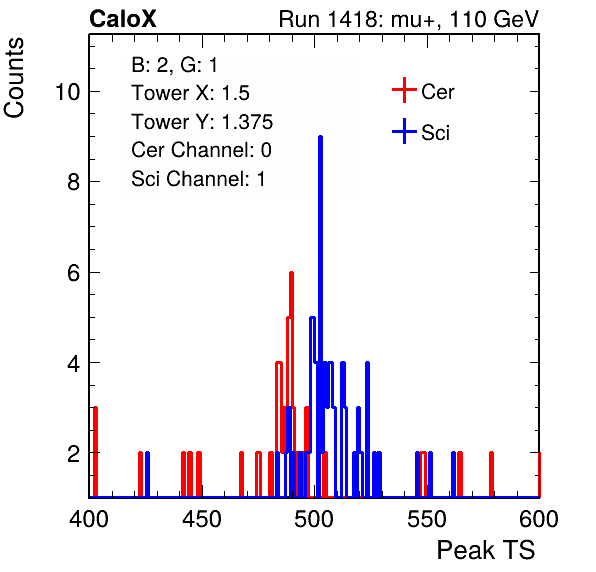 CaloX Run 1418: mu+, 110 GeV
Counts
B: 2, G: 1
Tower X: 1.5
Tower Y: 1.375
Cer Channel: 0
Sci Channel: 1
Cer
Sci
10
8
6
4
2
400 450 500 550 600
Peak TS